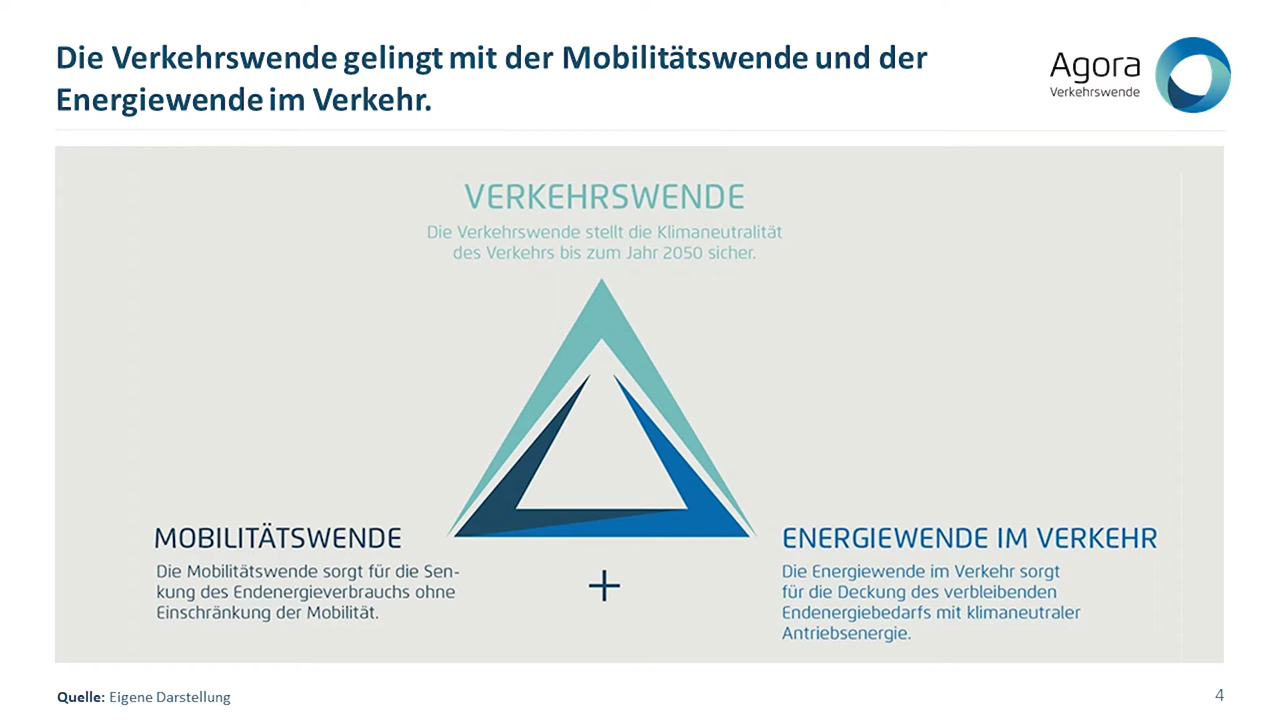 Die Verkehrswende gelingt mit der Mobilitätswende und der
Energiewende im Verkehr.
Agora
Verkehrswende
VERKEHRSWENDE
Die Verkehrswende stellt die Klimaneutralität
des Verkehrs bis zum Jahr 2050 sicher.
MOBILITÄTSWENDE
Die Mobilitätswende sorgt für die Sen-
kung des Endenergieverbrauchs ohne
Einschränkung der Mobilität.
+
ENERGIEWENDE IM VERKEHR
Die Energiewende im Verkehr sorgt
für die Deckung des verbleibenden
Endenergiebedarfs mit klimaneutraler
Antriebsenergie.
Quelle: Eigene Darstellung
4